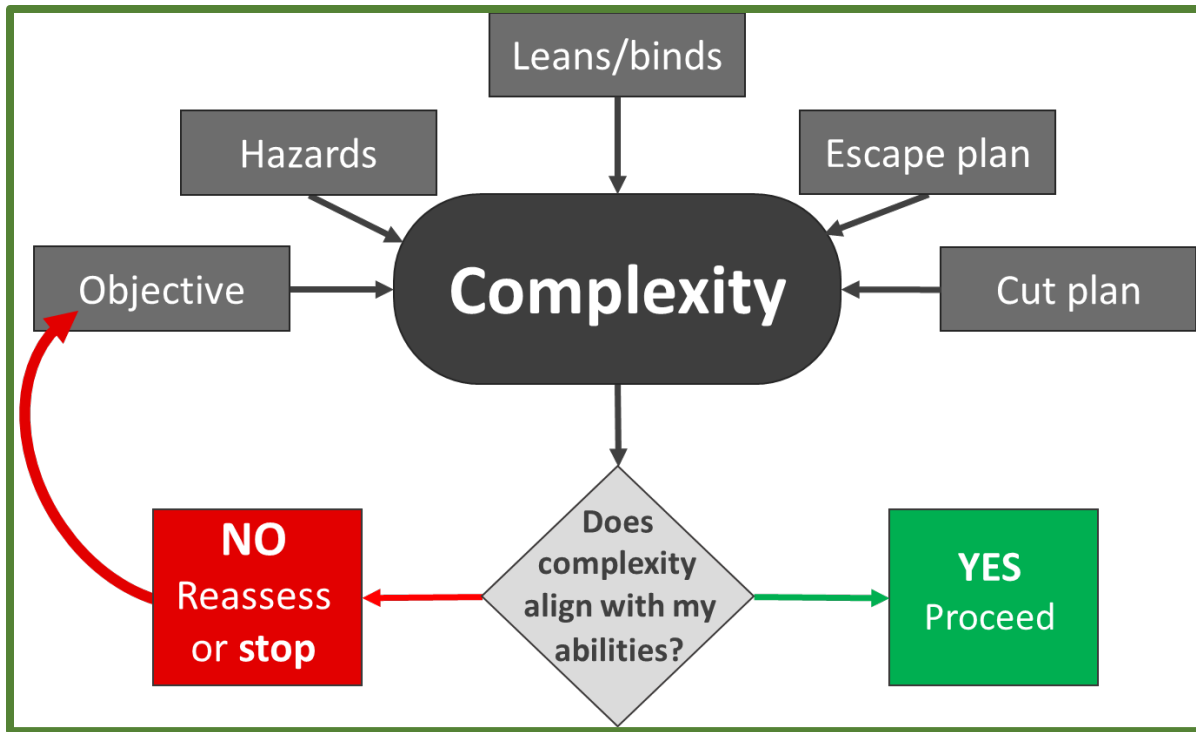 Leans/binds
Hazards
Escape plan
Objective
Complexity
Cut plan
Does
complexity
align with my
abilities?
NO
Reassess
or stop
YES
Proceed